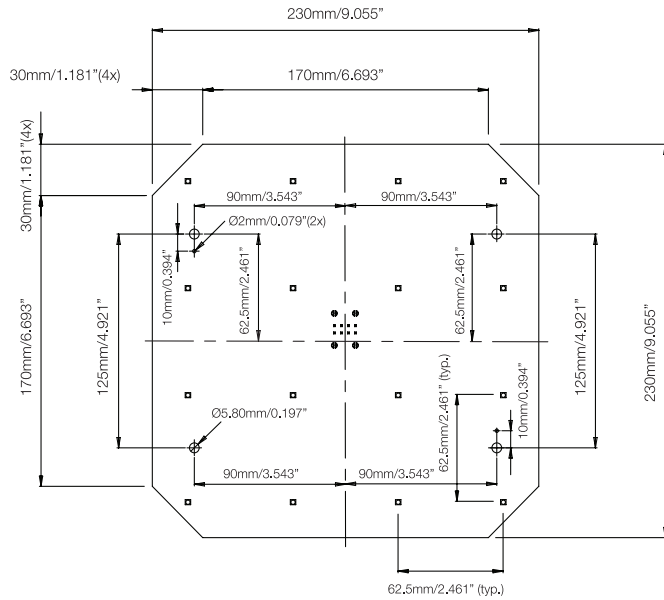 230mm/9.055"
30mm/1.181"(4x)
170mm/6.693"
30mm/1.181"(4x)
90mm/3.543"
90mm/3.543"
Ø2mm/0.079"(2x)
10mm/0.394"
62.5mm/2.461"
62.5mm/2.461"
170mm/6.693"
125mm/4.921"
125mm/4.921"
230mm/9.055"
62.5mm/2.461" (typ.)
10mm/0.394"
Ø5.80mm/0.197"
90mm/3.543"
90mm/3.543"
62.5mm/2.461" (typ.)